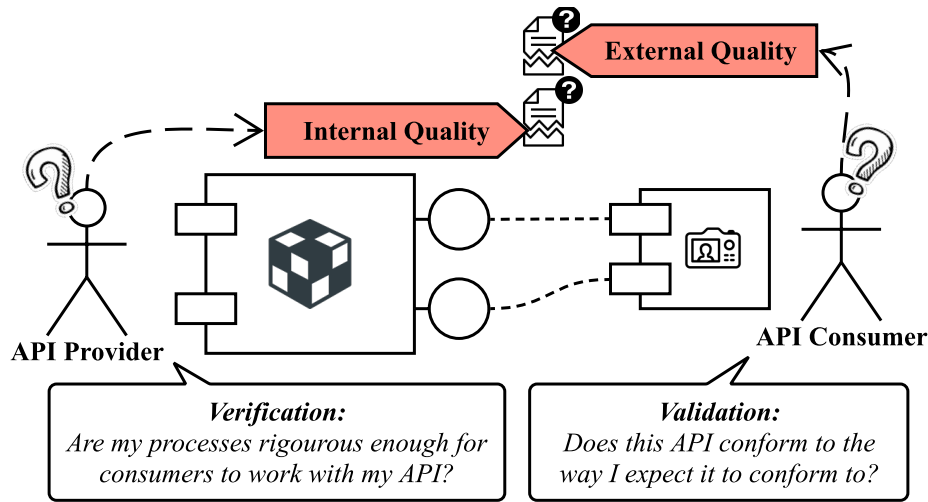 External Quality
Internal Quality
API Provider
API Consumer
Verification:
Are my processes rigourous enough for
consumers to work with my API?
Validation:
Does this API conform to the
way I expect it to conform to?